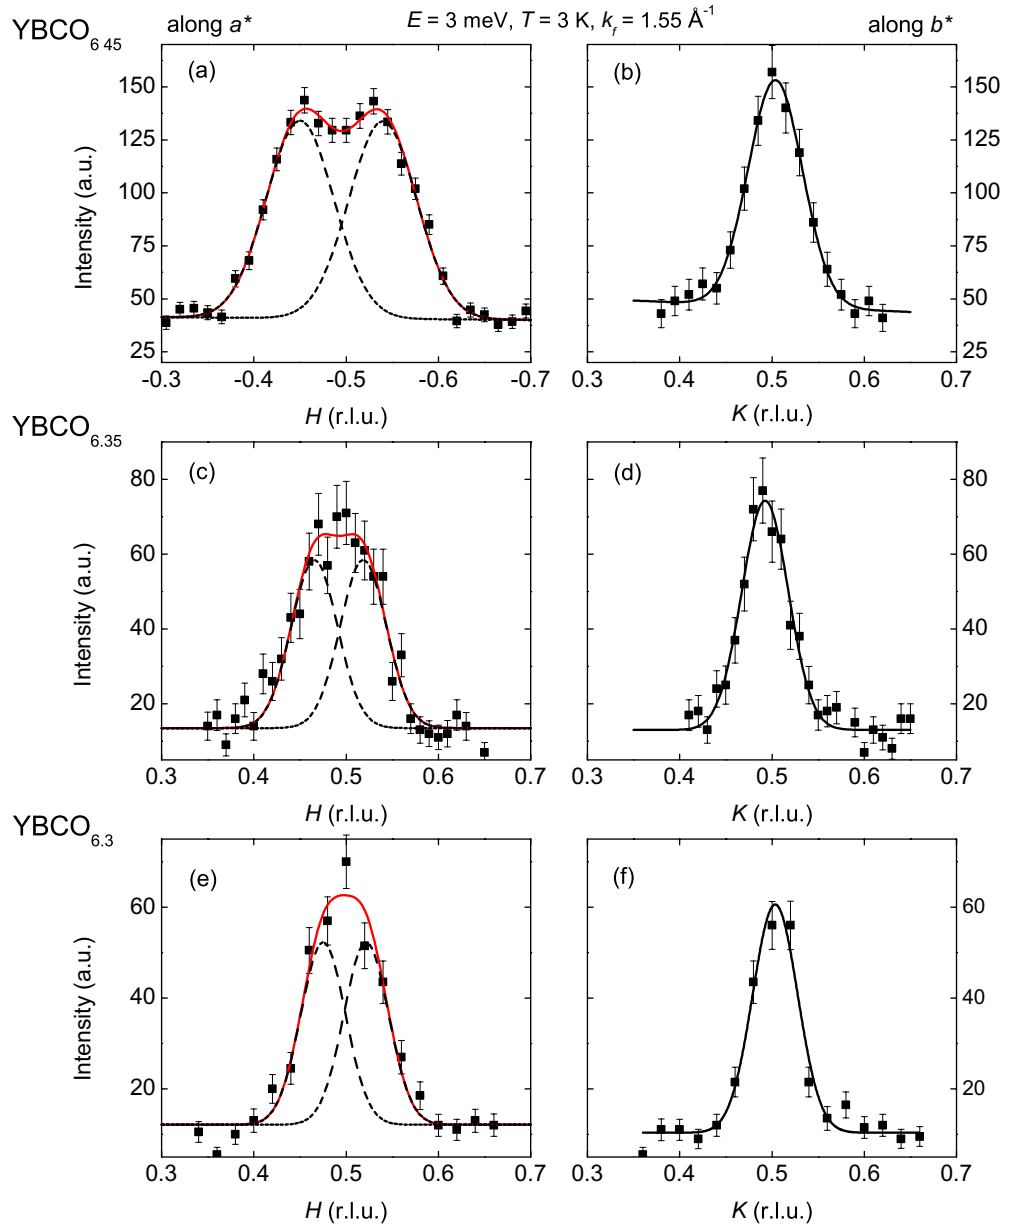 YBCO6.45 along a* E = 3 meV, T = 3 K, kf = 1.55 Å-1 along b*
(a) (b)
150 150
125 125
100 100
75 75
50 50
25 25
Intensity (a.u.)
-0.3 -0.4 -0.5 -0.6 -0.7 0.3 0.4 0.5 0.6 0.7
H (r.l.u.) K (r.l.u.)
YBCO6.35
(c) (d)
80 80
60 60
40 40
20 20
Intensity (a.u.)
0.3 0.4 0.5 0.6 0.7 0.3 0.4 0.5 0.6 0.7
H (r.l.u.) K (r.l.u.)
YBCO6.3
(e) (f)
60 60
40 40
20 20
Intensity (a.u.)
0.3 0.4 0.5 0.6 0.7 0.3 0.4 0.5 0.6 0.7
H (r.l.u.) K (r.l.u.)